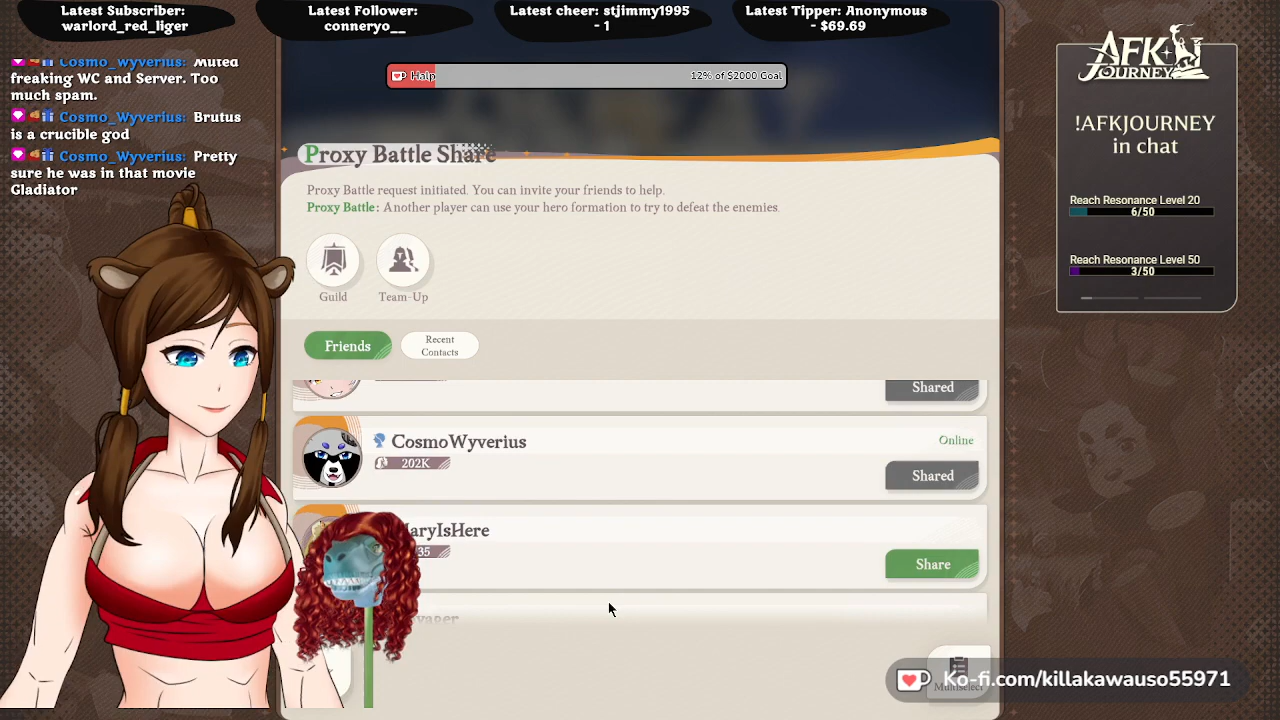 Latest Subscriber:
warlord_red_liger
Latest Follower:
conneryo__
Latest cheer: stjimmy1995
- 1
Latest Tipper: Anonymous
- $69.69
Cosmo_Wyverius: Muted
freaking WC and Server. Too
much spam.
Cosmo_Wyverius: Brutus
is a crucible god
Cosmo_Wyverius: Pretty
sure he was in that movie
Gladiator
Halp
12% of $2000 Goal
Proxy Battle Share
Proxy Battle request initiated. You can invite your friends to help.
Proxy Battle: Another player can use your hero formation to try to defeat the enemies.
Guild
Team-Up
Friends
Recent
Contacts
Shared
CosmoWyverius
202K
Online
Shared
MaryIsHere
Share
Multiselect
Ko-fi.com/killakawauso55971
AFK
JOURNEY
!AFKJOURNEY
in chat
Reach Resonance Level 20
6/50
Reach Resonance Level 50
3/50